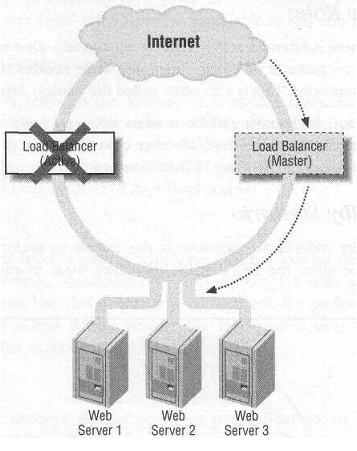 Internet
Load Balancer
(Active)
Load Balancer
(Master)
Web
Server 1
Web
Server 2
Web
Server 3